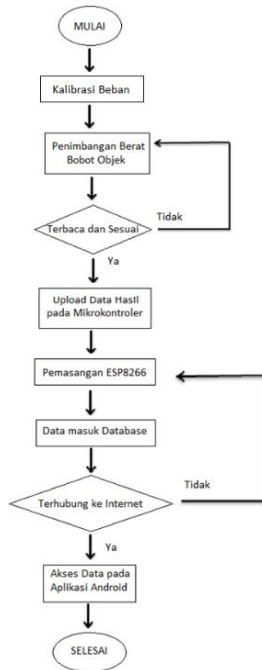 MULAI
Kalibrasi Beban
Penimbangan Berat
Bobot Objek
Tidak
Terbaca dan Sesuai
Ya
Upload Data Hasil
pada Mikrokontroler
Pemasangan ESP8266
Data masuk Database
Tidak
Terhubung ke Internet
Ya
Akses Data pada
Aplikasi Android
SELESAI